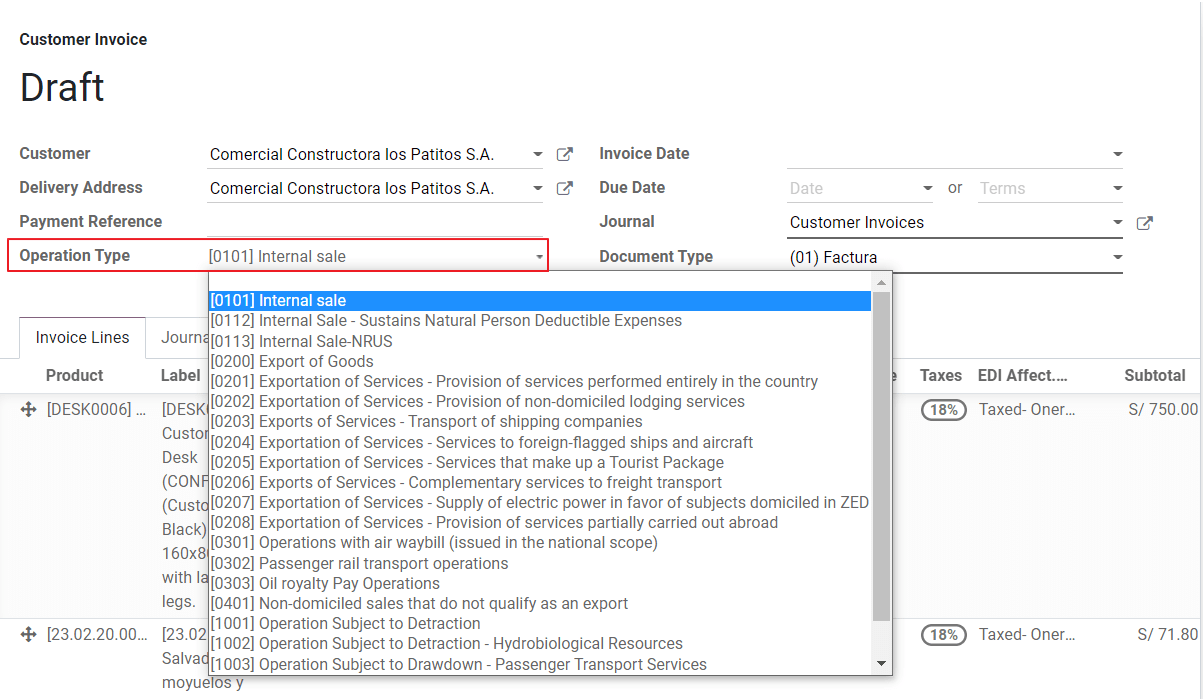 Customer Invoice
Draft
Customer Comercial Constructora los Patitos S.A. Invoice Date
Delivery Address Comercial Constructora los Patitos S.A. Due Date Date or Terms
Payment Reference Journal Customer Invoices
Operation Type [0101] Internal sale Document Type (01) Factura
[0101] Internal sale
[0112] Internal Sale - Sustains Natural Person Deductible Expenses
[0113] Internal Sale-NRUS
[0200] Export of Goods
[0201] Exportation of Services - Provision of services performed entirely in the country
[0202] Exportation of Services - Provision of non-domiciled lodging services
[0203] Exports of Services - Transport of shipping companies
[0204] Exportation of Services - Services to foreign-flagged ships and aircraft
[0205] Exportation of Services - Services that make up a Tourist Package
[0206] Exports of Services - Complementary services to freight transport
[0207] Exportation of Services - Supply of electric power in favor of subjects domiciled in ZED
[0208] Exportation of Services - Provision of services partially carried out abroad
[0301] Operations with air waybill (issued in the national scope)
[0302] Passenger rail transport operations
[0303] Oil royalty Pay Operations
[0401] Non-domiciled sales that do not qualify as an export
[1001] Operation Subject to Detraction
[1002] Operation Subject to Detraction - Hydrobiological Resources
[1003] Operation Subject to Drawdown - Passenger Transport Services
Invoice Lines Journa
Product Label e Taxes EDI Affect.... Subtotal
[DESK0006] ... [DESK 18% Taxed- Oner... S/ 750.00
Custor
Desk
(CONF
(Custo
Black)
160x80
with la
legs.
[23.02.20.00... [23.02 18% Taxed- Oner... S/ 71.80
Salvad
moyuelos y